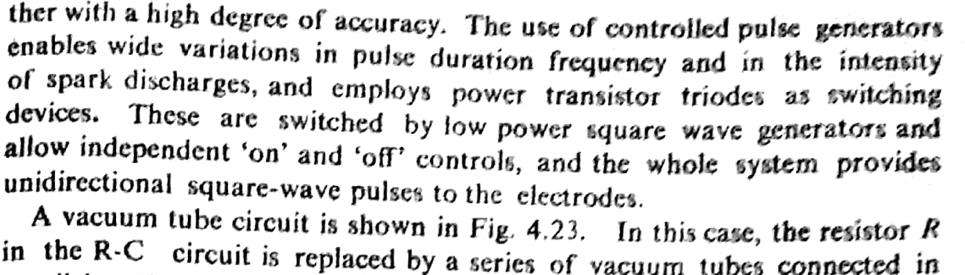 ther with a high degree of accuracy. The use of controlled pulse generators
enables wide variations in pulse duration frequency and in the intensity
of spark discharges, and employs power transistor triodes as switching
devices. These are switched by low power square wave generators and
allow independent ‘on’ and ‘off’ controls, and the whole system provides
unidirectional square-wave pulses to the electrodes.
A vacuum tube circuit is shown in Fig. 4.23. In this case, the resistor R
in the R-C circuit is replaced by a series of vacuum tubes connected in